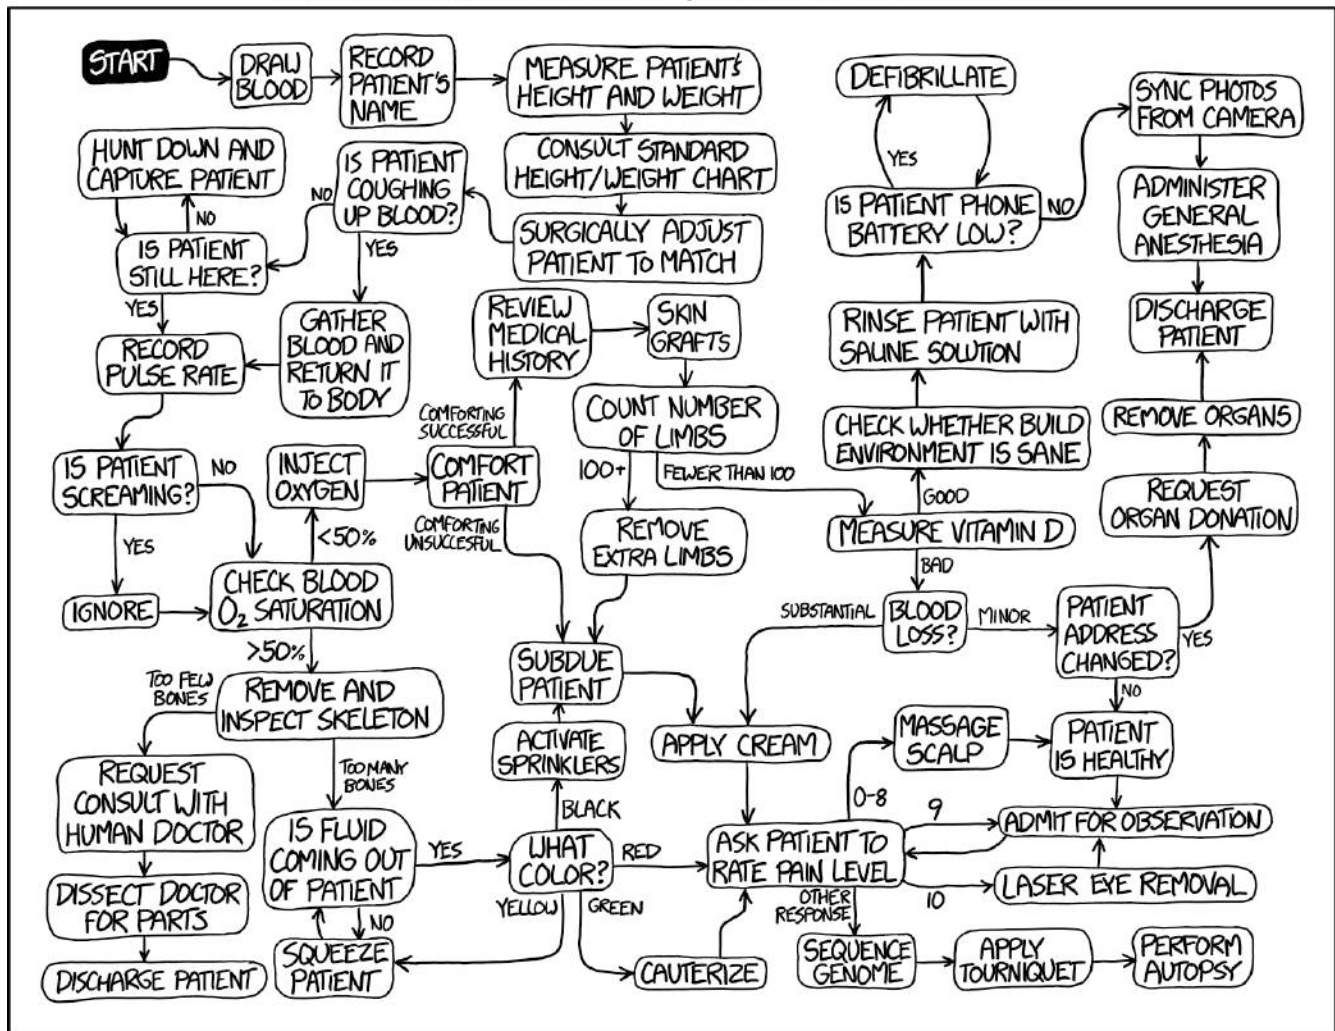 START
DRAW
BLOOD
RECORD
PATIENT'S
NAME
MEASURE PATIENT'S
HEIGHT AND WEIGHT
CONSULT STANDARD
HEIGHT/WEIGHT CHART
SURGICALLY ADJUST
PATIENT TO MATCH
IS PATIENT
COUGHING
UP BLOOD?
NO
YES
HUNT DOWN AND
CAPTURE PATIENT
NO
IS PATIENT
STILL HERE?
YES
GATHER
BLOOD AND
RETURN IT
TO BODY
RECORD
PULSE RATE
IS PATIENT
SCREAMING?
NO
YES
IGNORE
CHECK BLOOD
O₂ SATURATION
<50%
INJECT
OXYGEN
COMFORT
PATIENT
COMFORTING
SUCCESSFUL
COMFORTING
UNSUCCESFUL
REVIEW
MEDICAL
HISTORY
SKIN
GRAFTS
COUNT NUMBER
OF LIMBS
100+
FEWER THAN 100
REMOVE
EXTRA LIMBS
>50%
REMOVE AND
INSPECT SKELETON
TOO FEW
BONES
REQUEST
CONSULT WITH
HUMAN DOCTOR
DISSECT DOCTOR
FOR PARTS
DISCHARGE PATIENT
TOO MANY
BONES
IS FLUID
COMING OUT
OF PATIENT
NO
SQUEEZE
PATIENT
YES
WHAT
COLOR?
BLACK
RED
YELLOW
GREEN
ACTIVATE
SPRINKLERS
SUBDUE
PATIENT
CAUTERIZE
APPLY CREAM
ASK PATIENT TO
RATE PAIN LEVEL
0-8
9
10
OTHER
RESPONSE
MASSAGE
SCALP
PATIENT
IS HEALTHY
ADMIT FOR OBSERVATION
LASER EYE REMOVAL
SEQUENCE
GENOME
APPLY
TOURNIQUET
PERFORM
AUTOPSY
MEASURE VITAMIN D
GOOD
BAD
BLOOD
LOSS?
SUBSTANTIAL
MINOR
PATIENT
ADDRESS
CHANGED?
YES
NO
REQUEST
ORGAN DONATION
REMOVE ORGANS
DISCHARGE
PATIENT
CHECK WHETHER BUILD
ENVIRONMENT IS SANE
RINSE PATIENT WITH
SALINE SOLUTION
IS PATIENT PHONE
BATTERY LOW?
YES
NO
DEFIBRILLATE
SYNC PHOTOS
FROM CAMERA
ADMINISTER
GENERAL
ANESTHESIA